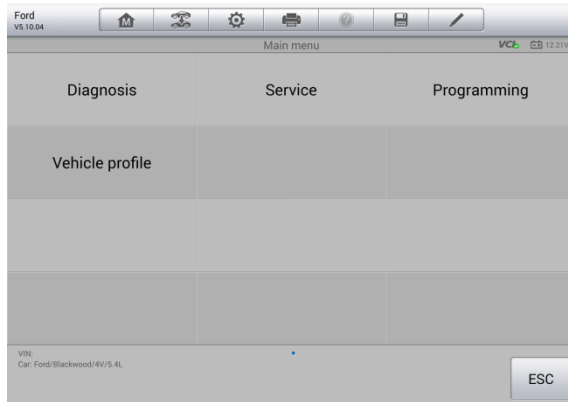 Ford
V5.10.04
M
Main menu
VCI
12.21V
Diagnosis
Service
Programming
Vehicle profile
VIN:
Car: Ford/Blackwood/4V/5.4L
ESC